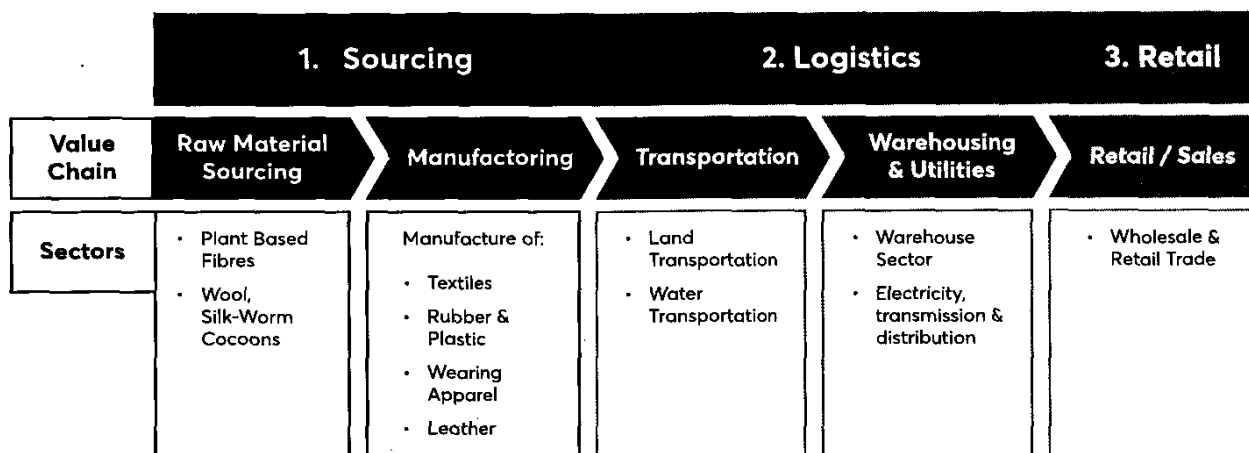 1. Sourcing
2. Logistics
3. Retail
Value
Chain
Raw Material
Sourcing
Manufactoring
Transportation
Warehousing
& Utilities
Retail / Sales
Sectors
• Plant Based
Fibres
• Wool,
Silk-Worm
Cocoons
Manufacture of:
• Textiles
• Rubber &
Plastic
• Wearing
Apparel
• Leather
• Land
Transportation
• Water
Transportation
• Warehouse
Sector
• Electricity,
transmission &
distribution
• Wholesale &
Retail Trade